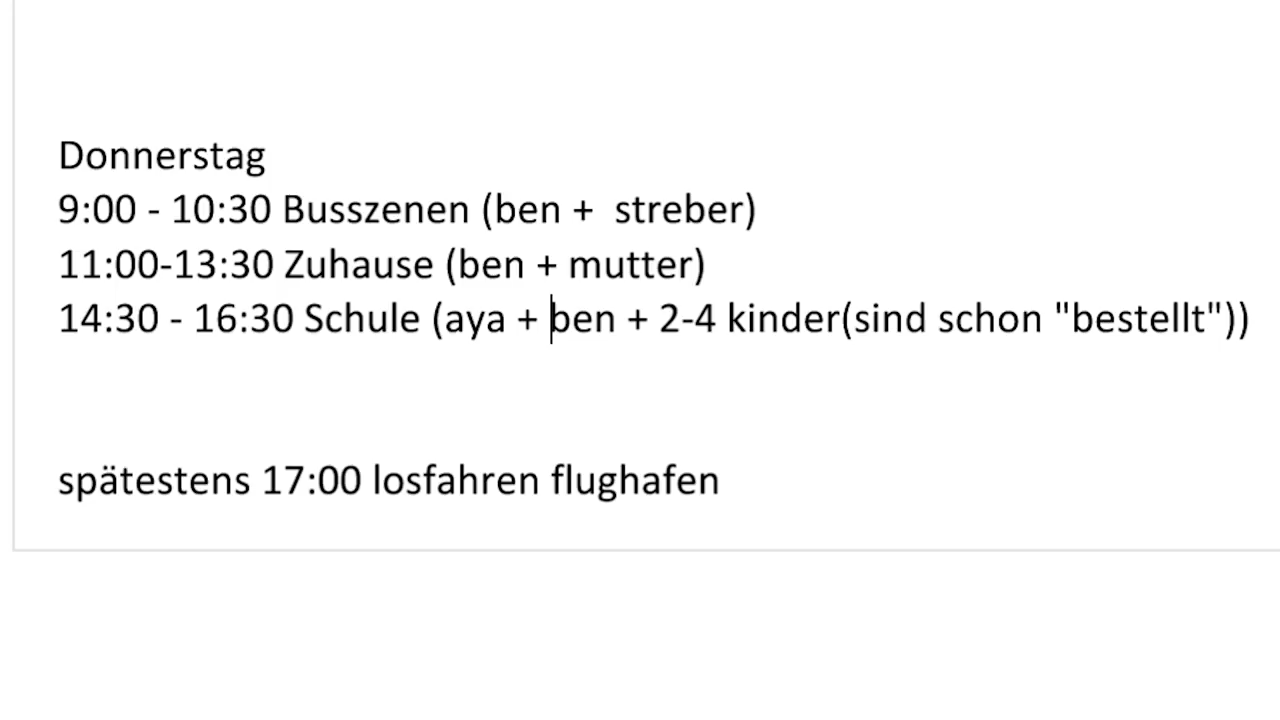 Donnerstag
9:00 - 10:30 Busszenen (ben +  streber)
11:00-13:30 Zuhause (ben + mutter)
14:30 - 16:30 Schule (aya + ben + 2-4 kinder(sind schon "bestellt"))
spätestens 17:00 losfahren flughafen